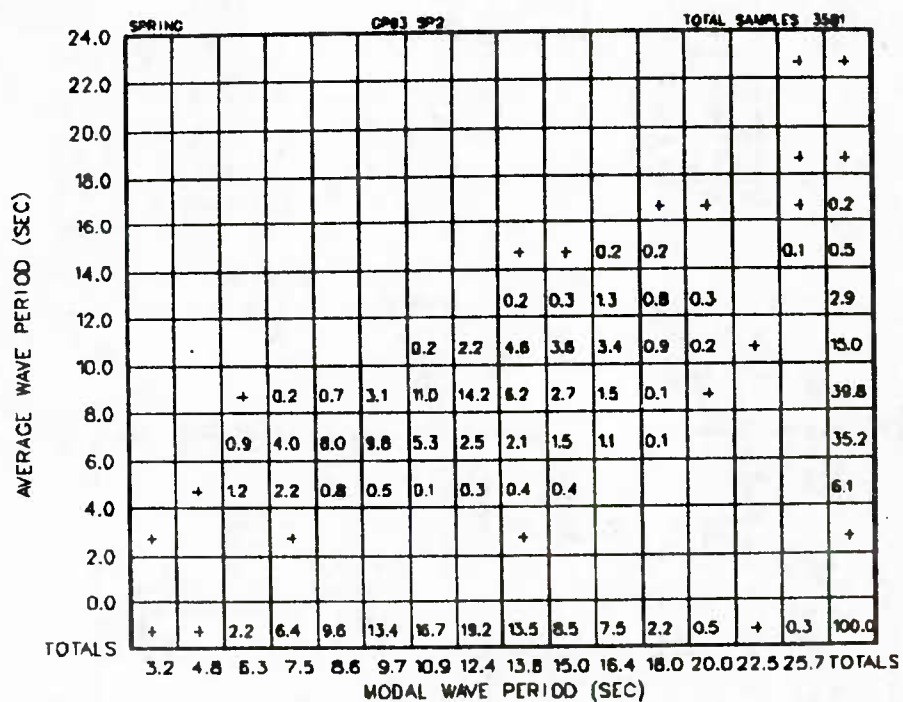 SPRING GP83 SP2 TOTAL SAMPLES 3581
24.0
+ +
22.0
20.0
+ +
18.0
+ + + 0.2
16.0
+ + 0.2 0.2 0.1 0.5
14.0
0.2 0.3 1.3 0.8 0.3 2.9
12.0
0.2 2.2 4.6 3.6 3.4 0.9 0.2 + 15.0
10.0
+ 0.2 0.7 3.1 11.0 14.2 6.2 2.7 1.5 0.1 + 39.8
8.0
0.9 4.0 8.0 9.8 5.3 2.5 2.1 1.5 1.1 0.1 35.2
6.0
+ 1.2 2.2 0.8 0.5 0.1 0.3 0.4 0.4 6.1
4.0
+ + + +
2.0
0.0
+ + 2.2 6.4 9.6 13.4 16.7 19.2 13.5 8.5 7.5 2.2 0.5 + 0.3 100.0
TOTALS
3.2 4.8 6.3 7.5 8.6 9.7 10.9 12.4 13.8 15.0 16.4 18.0 20.0 22.5 25.7 TOTALS
MODAL WAVE PERIOD (SEC)
AVERAGE WAVE PERIOD (SEC)